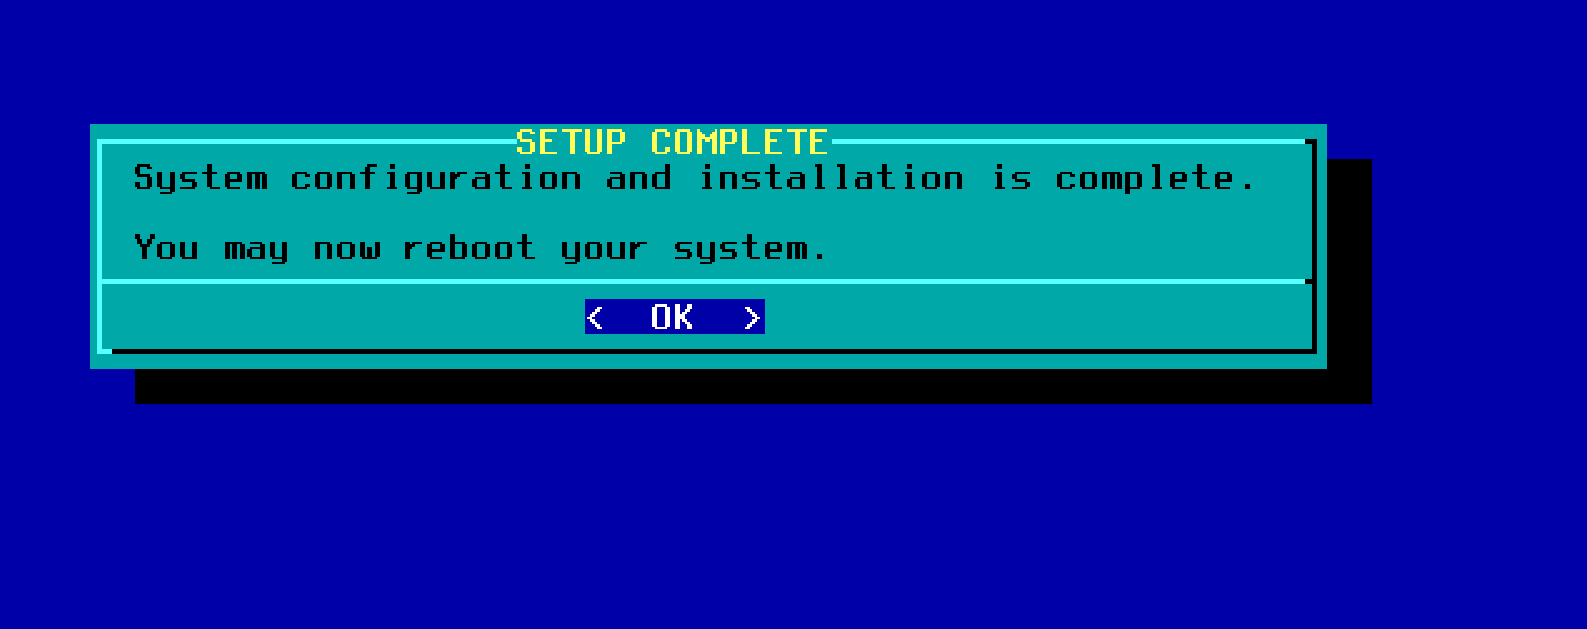 SETUP COMPLETE
System configuration and installation is complete.
You may now reboot your system.
<  OK  >